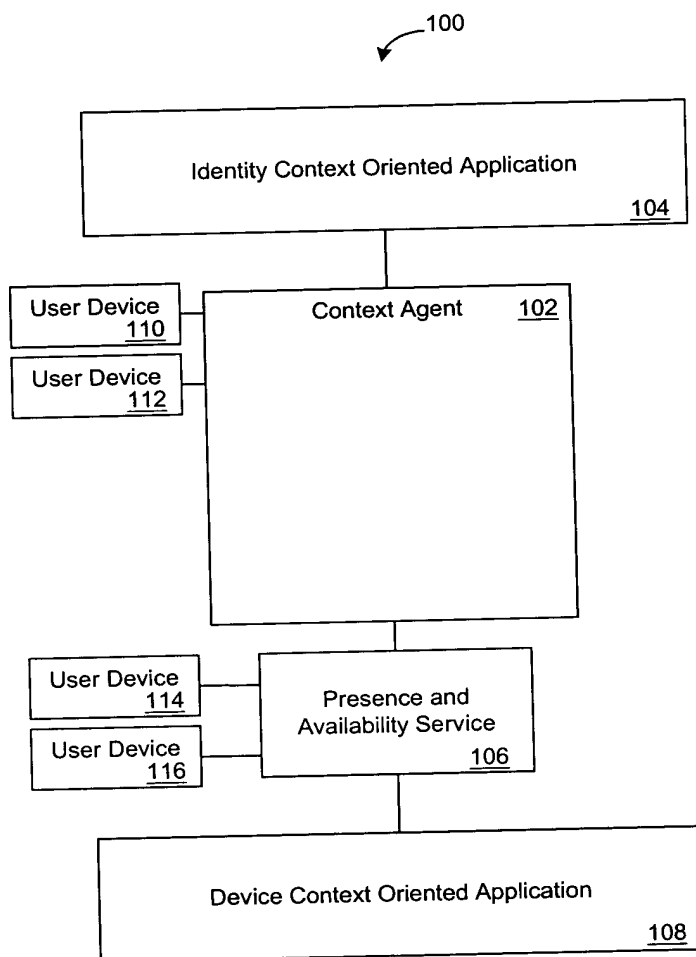 100
Identity Context Oriented Application
104
Context Agent 102
User Device
110
User Device
112
User Device
114
User Device
116
Presence and
Availability Service
106
Device Context Oriented Application
108